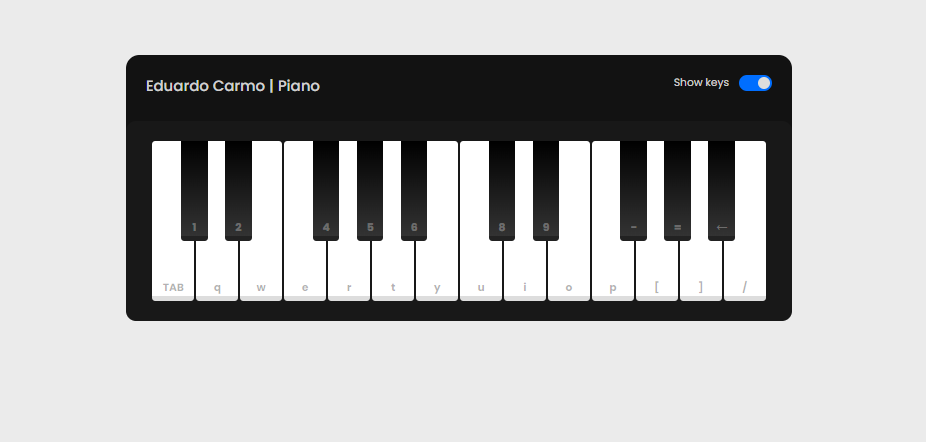 Eduardo Carmo | Piano
Show keys
1 2 4 5 6 8 9 - = ←
TAB q w e r t y u i o p [ ] /